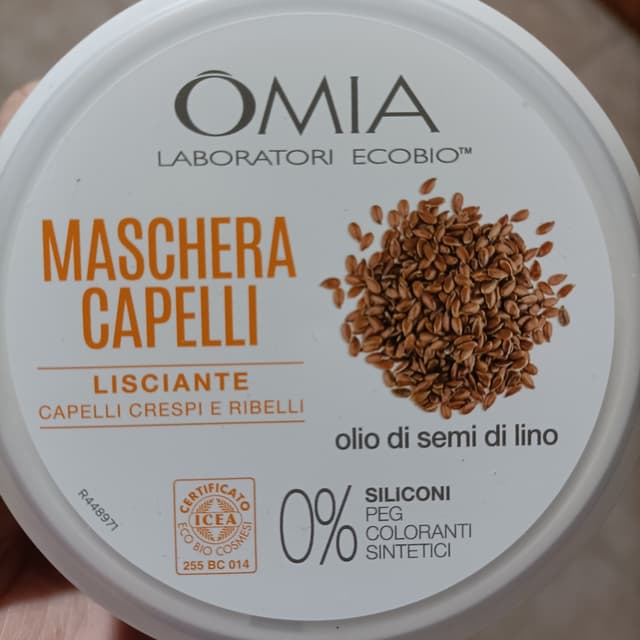 ÔMIA
LABORATORI ECOBIO™
MASCHERA
CAPELLI
LISCIANTE
CAPELLI CRESPI E RIBELLI
olio di semi di lino
R448971
CERTIFICATO
ICEA
ECO BIO COSMESI
255 BC 014
0%
SILICONI
PEG
COLORANTI
SINTETICI